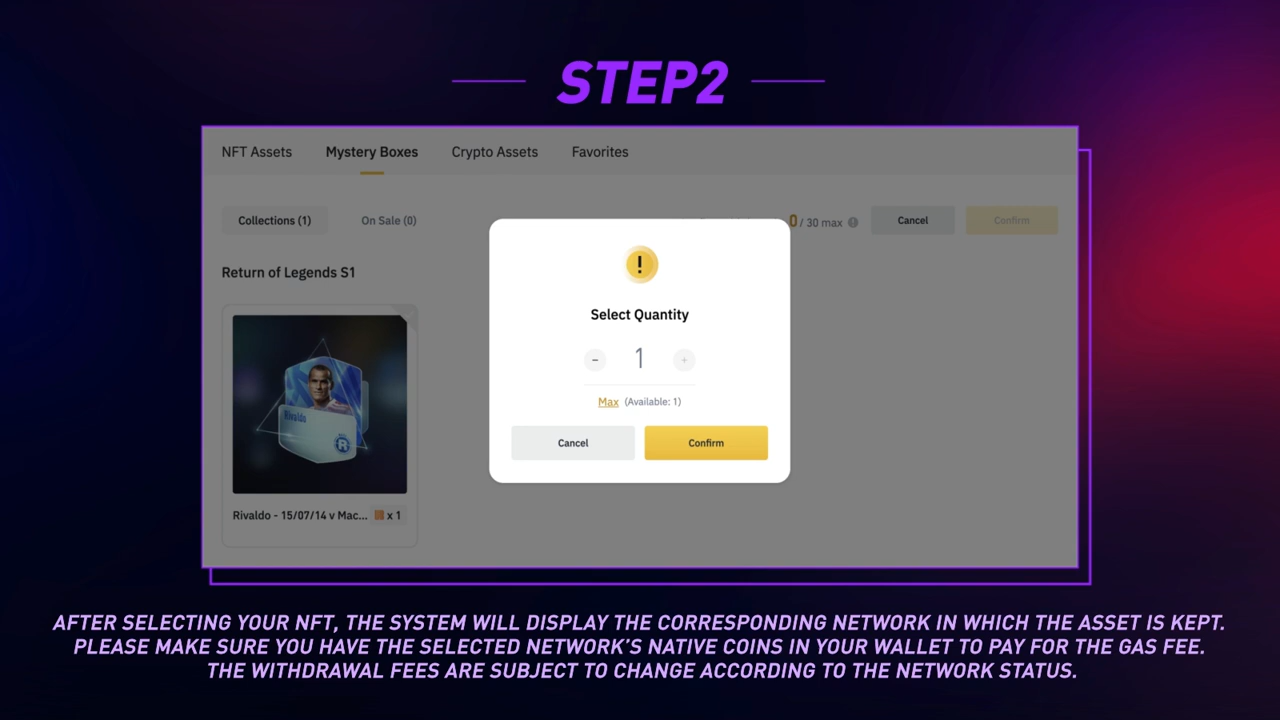 STEP2
NFT Assets Mystery Boxes Crypto Assets Favorites
Collections (1) On Sale (0) 0 / 30 max Cancel Confirm
Return of Legends S1
!
Select Quantity
- 1 +
Max (Available: 1)
Cancel Confirm
Rivaldo
R
Rivaldo - 15/07/14 v Mac... x 1
AFTER SELECTING YOUR NFT, THE SYSTEM WILL DISPLAY THE CORRESPONDING NETWORK IN WHICH THE ASSET IS KEPT.
PLEASE MAKE SURE YOU HAVE THE SELECTED NETWORK'S NATIVE COINS IN YOUR WALLET TO PAY FOR THE GAS FEE.
THE WITHDRAWAL FEES ARE SUBJECT TO CHANGE ACCORDING TO THE NETWORK STATUS.